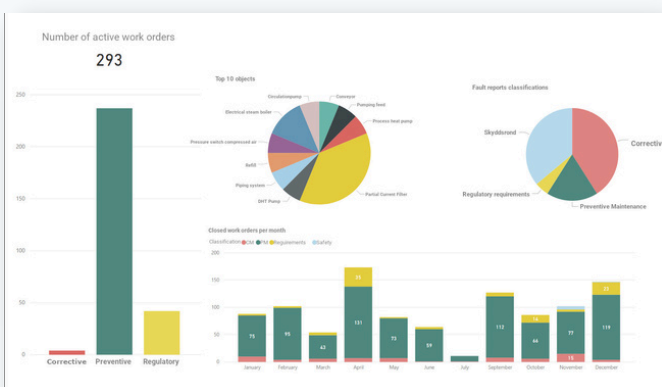 Number of active work orders
293
250
200
150
100
50
0
Corrective Preventive Regulatory
Top 10 objects
Circulationpump
Conveyor
Pumping feed
Process heat pump
Partial Current Filter
DHT Pump
Piping system
Refill
Pressure switch compressed air
Electrical steam boiler
Fault reports classifications
Skyddsrond
Corrective
Regulatory requirements
Preventive Maintenance
Closed work orders per month
Classification CM PM Requirements Safety
200
150
100
50
0
75
95
43
131
73
59
112
66
77
15
119
23
January February March April May June July September October November December